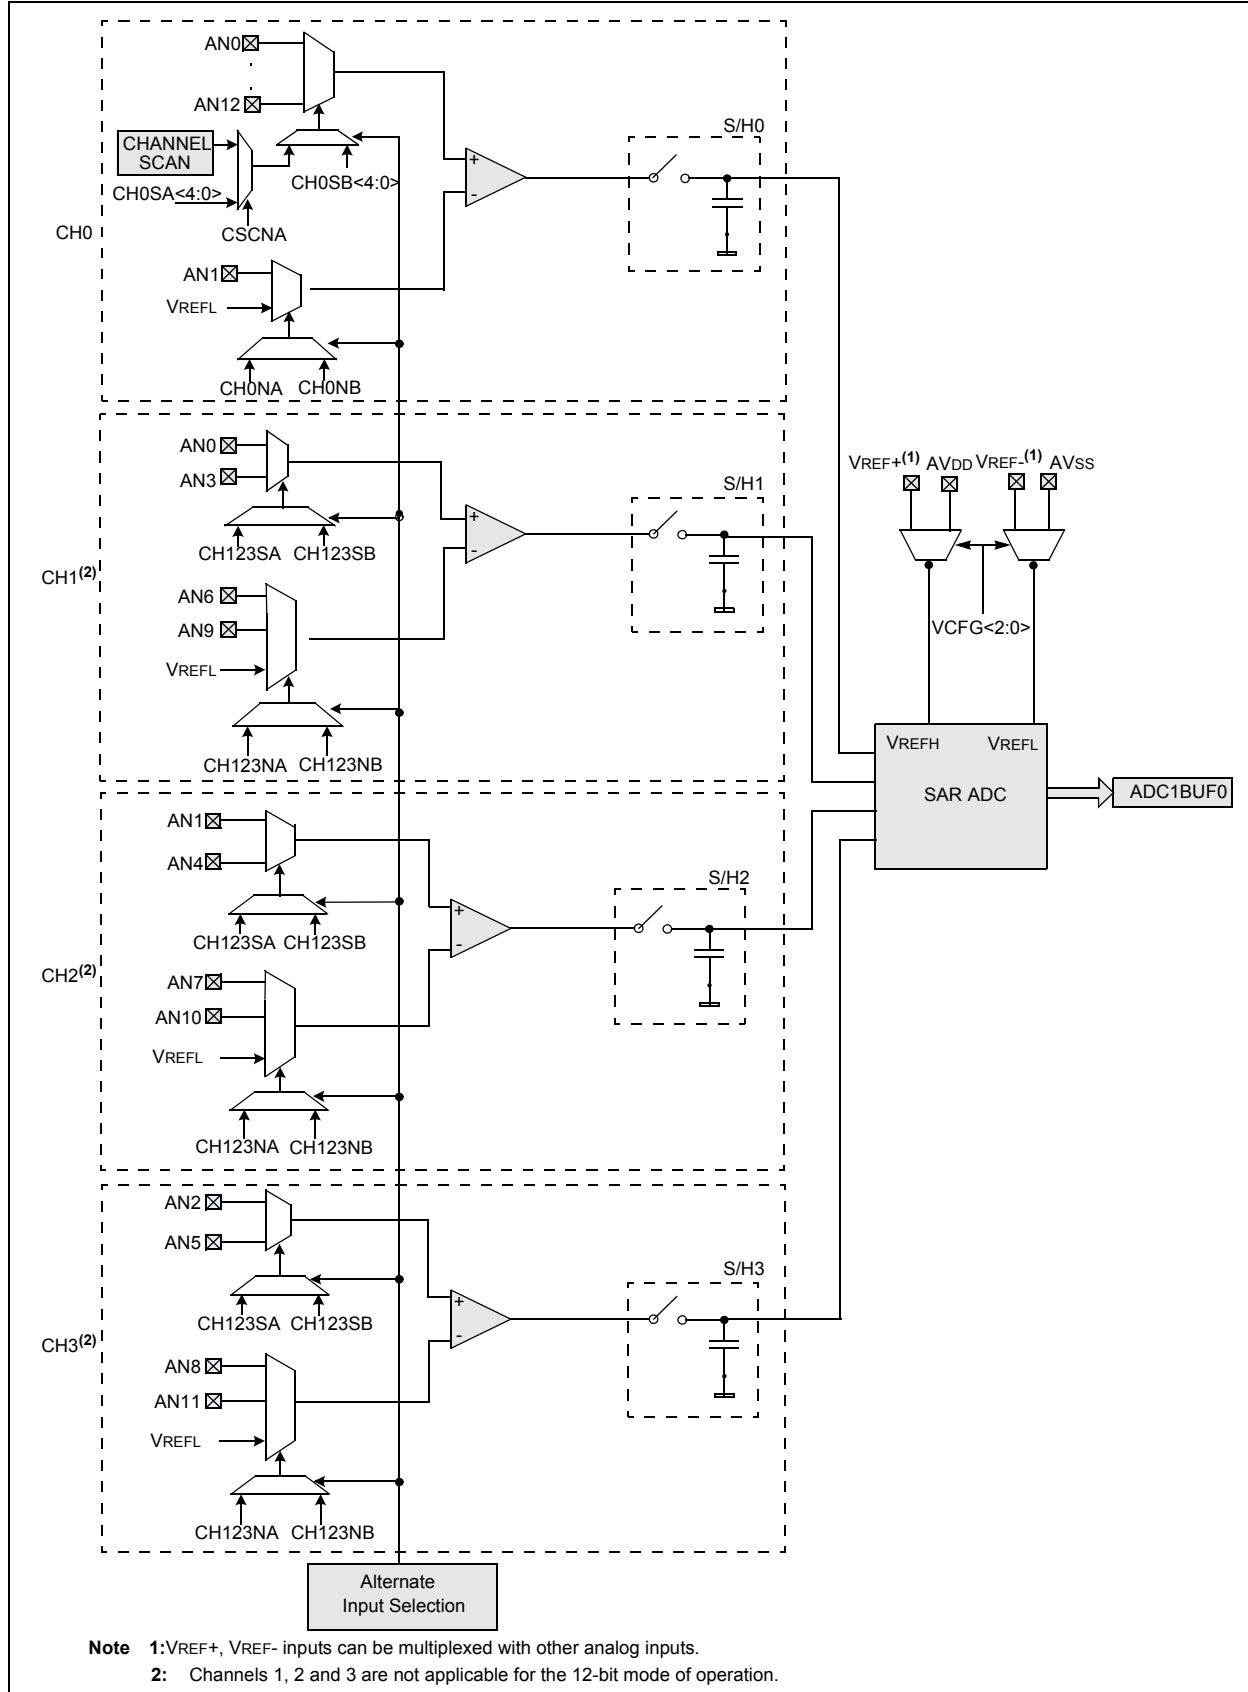 AN0
AN12
CHANNEL
SCAN
CH0SA<4:0>
CH0SB<4:0>
CSCNA
+
-
S/H0
CH0
AN1
VREFL
CH0NA CH0NB
AN0
AN3
CH123SA CH123SB
+
-
S/H1
CH1(2)
AN6
AN9
VREFL
CH123NA CH123NB
VREF+(1) AVDD VREF-(1) AVSS
VCFG<2:0>
VREFH VREFL
SAR ADC
ADC1BUF0
AN1
AN4
CH123SA CH123SB
+
-
S/H2
CH2(2)
AN7
AN10
VREFL
CH123NA CH123NB
AN2
AN5
CH123SA CH123SB
+
-
S/H3
CH3(2)
AN8
AN11
VREFL
CH123NA CH123NB
Alternate
Input Selection
Note 1:VREF+, VREF- inputs can be multiplexed with other analog inputs.
2: Channels 1, 2 and 3 are not applicable for the 12-bit mode of operation.